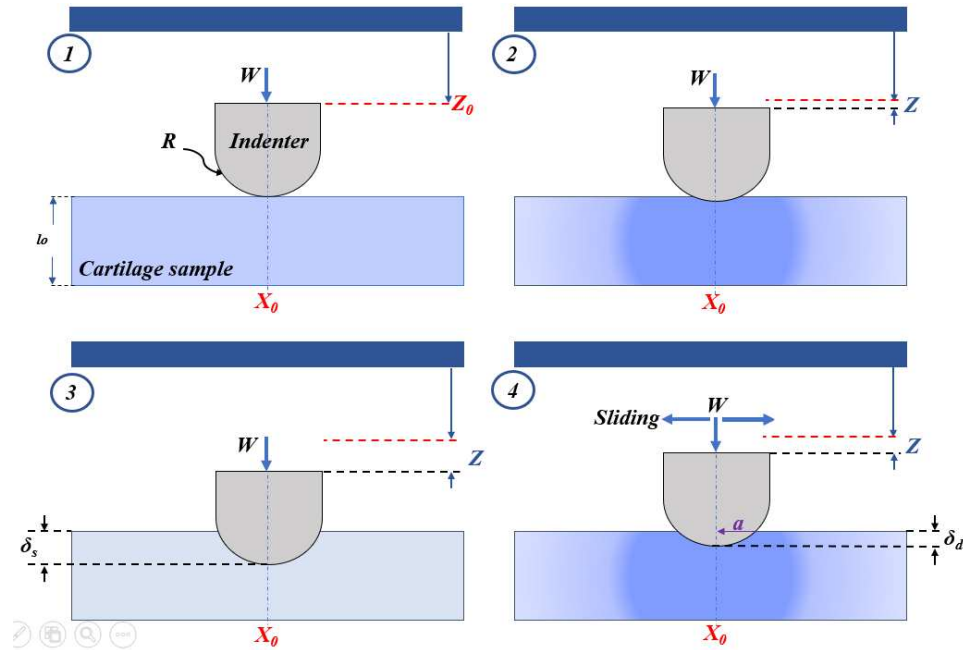 1
W
Z0
R
Indenter
lo
Cartilage sample
X0
2
W
Z
X0
3
W
Z
δs
X0
4
W
Sliding
Z
a
δd
X0